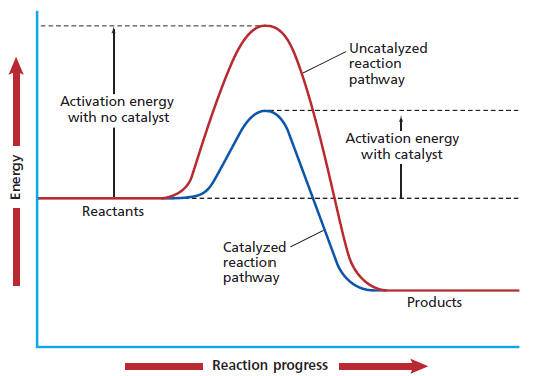 Uncatalyzed
reaction
pathway
Activation energy
with no catalyst
Activation energy
with catalyst
Energy
Reactants
Catalyzed
reaction
pathway
Products
Reaction progress